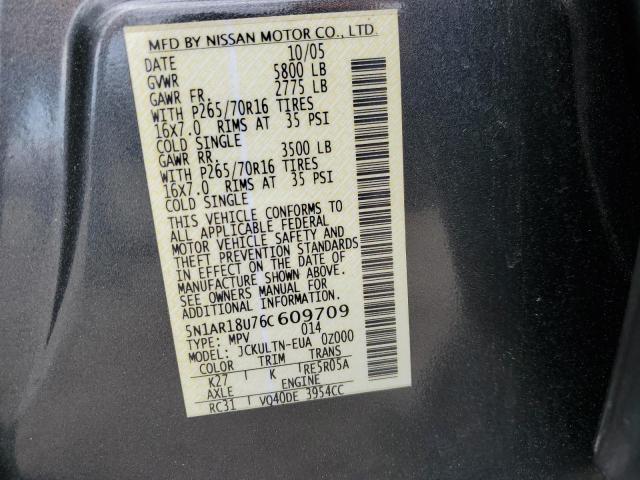 MFD BY NISSAN MOTOR CO., LTD.
DATE 10/05
GVWR 5800 LB
GAWR FR. 2775 LB
WITH P265/70R16 TIRES
16X7.0 RIMS AT 35 PSI
COLD SINGLE
GAWR RR. 3500 LB
WITH P265/70R16 TIRES
16X7.0 RIMS AT 35 PSI
COLD SINGLE
THIS VEHICLE CONFORMS TO
ALL APPLICABLE FEDERAL
MOTOR VEHICLE SAFETY AND
THEFT PREVENTION STANDARDS
IN EFFECT ON THE DATE OF
MANUFACTURE SHOWN ABOVE.
SEE OWNERS MANUAL FOR
ADDITIONAL INFORMATION.
5N1AR18U76C609709
TYPE: MPV 014
MODEL: JCKULTN-EUA 0Z000
COLOR TRIM TRANS
K27 K RE5R05A
AXLE ENGINE
RC31 VQ40DE 3954CC